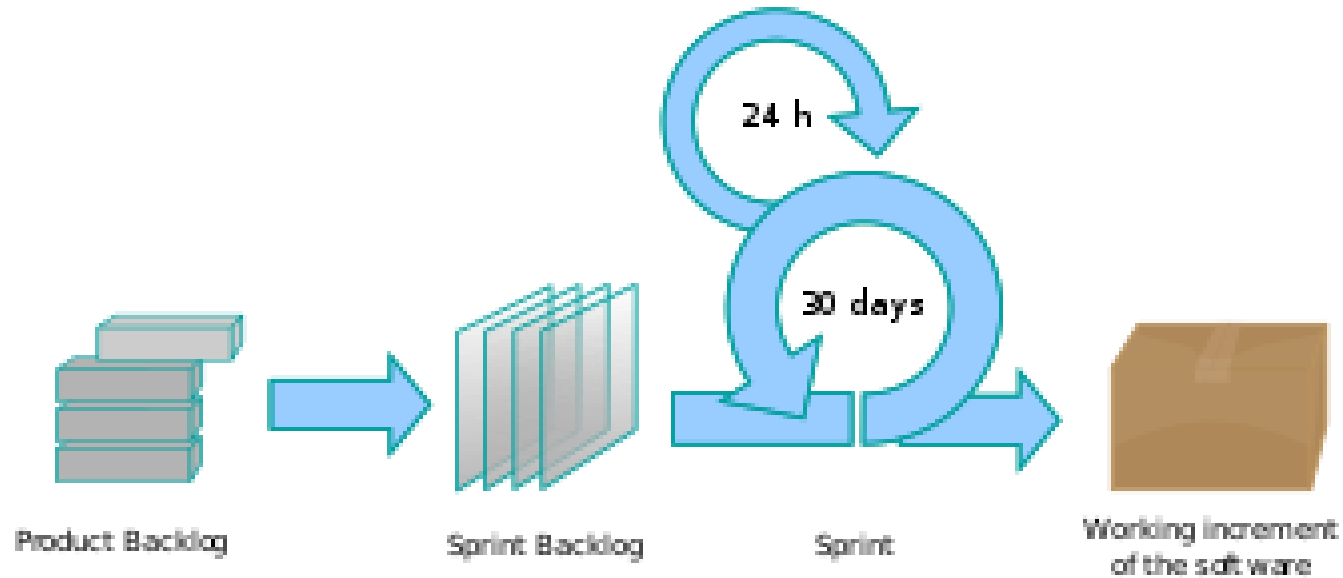 24 h
30 days
Product Backlog
Sprint Backlog
Sprint
Working increment
of the software